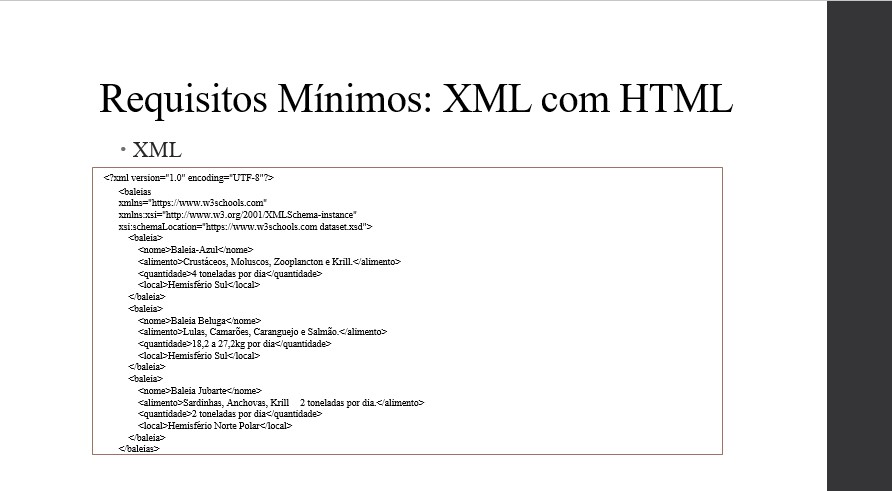 Requisitos Mínimos: XML com HTML
• XML
<?xml version="1.0" encoding="UTF-8"?>
<baleias
xmlns="https://www.w3schools.com"
xmlns:xsi="http://www.w3.org/2001/XMLSchema-instance"
xsi:schemaLocation="https://www.w3schools.com dataset.xsd">
<baleia>
<nome>Baleia-Azul</nome>
<alimento>Crustáceos, Moluscos, Zooplancton e Krill.</alimento>
<quantidade>4 toneladas por dia</quantidade>
<local>Hemisfério Sul</local>
</baleia>
<baleia>
<nome>Baleia Beluga</nome>
<alimento>Lulas, Camarões, Caranguejo e Salmão.</alimento>
<quantidade>18,2 a 27,2kg por dia</quantidade>
<local>Hemisfério Sul</local>
</baleia>
<baleia>
<nome>Baleia Jubarte</nome>
<alimento>Sardinhas, Anchovas, Krill    2 toneladas por dia.</alimento>
<quantidade>2 toneladas por dia</quantidade>
<local>Hemisfério Norte Polar</local>
</baleia>
</baleias>